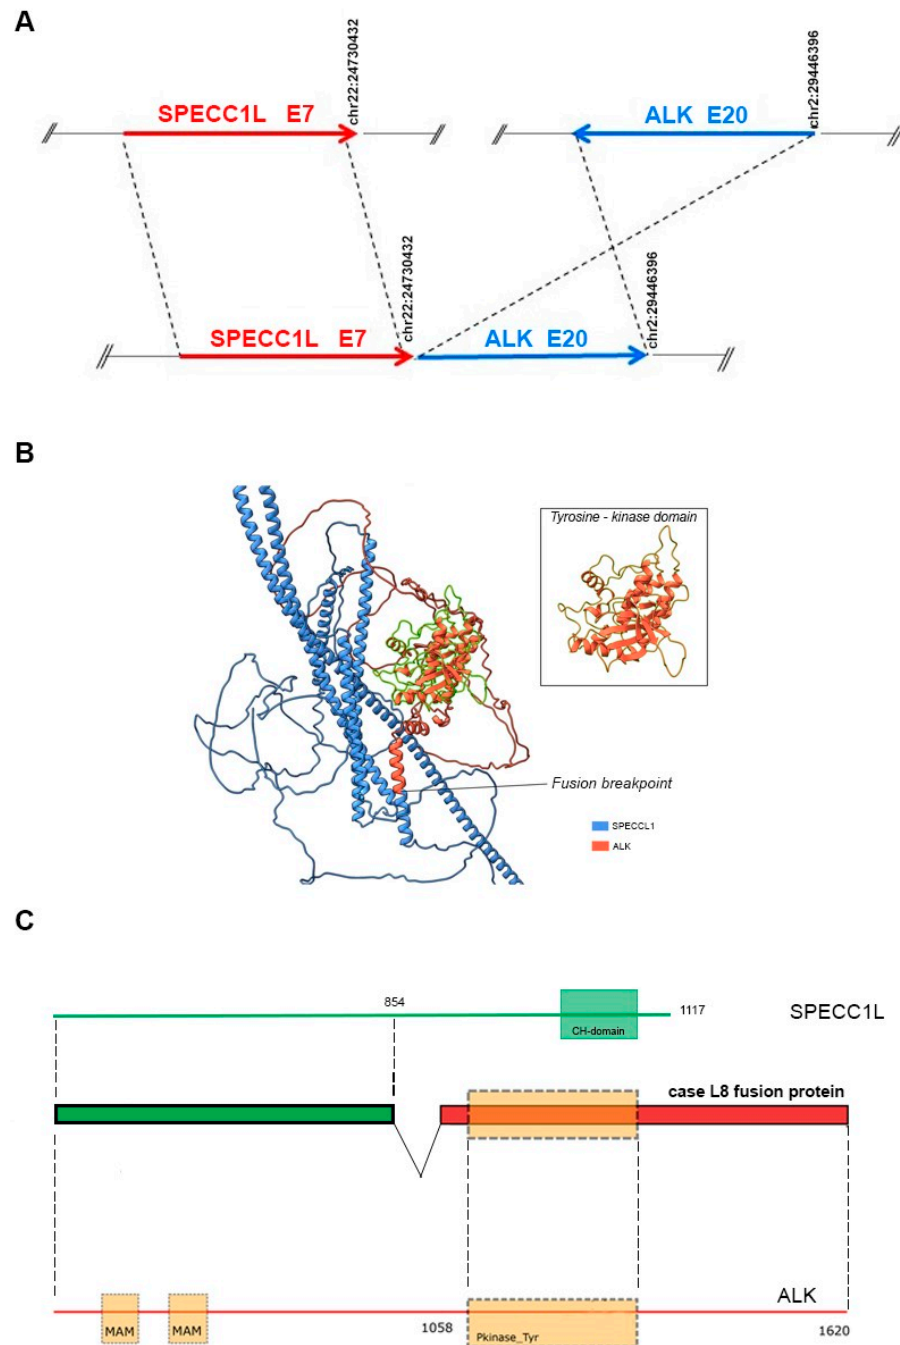 A
chr22:24730432
chr2:29446396
SPECC1L E7
ALK E20
chr22:24730432
chr2:29446396
SPECC1L E7
ALK E20
B
Tyrosine - kinase domain
Fusion breakpoint
SPECCL1
ALK
C
854
1117
SPECC1L
CH-domain
case L8 fusion protein
ALK
MAM
MAM
1058
Pkinase_Tyr
1620